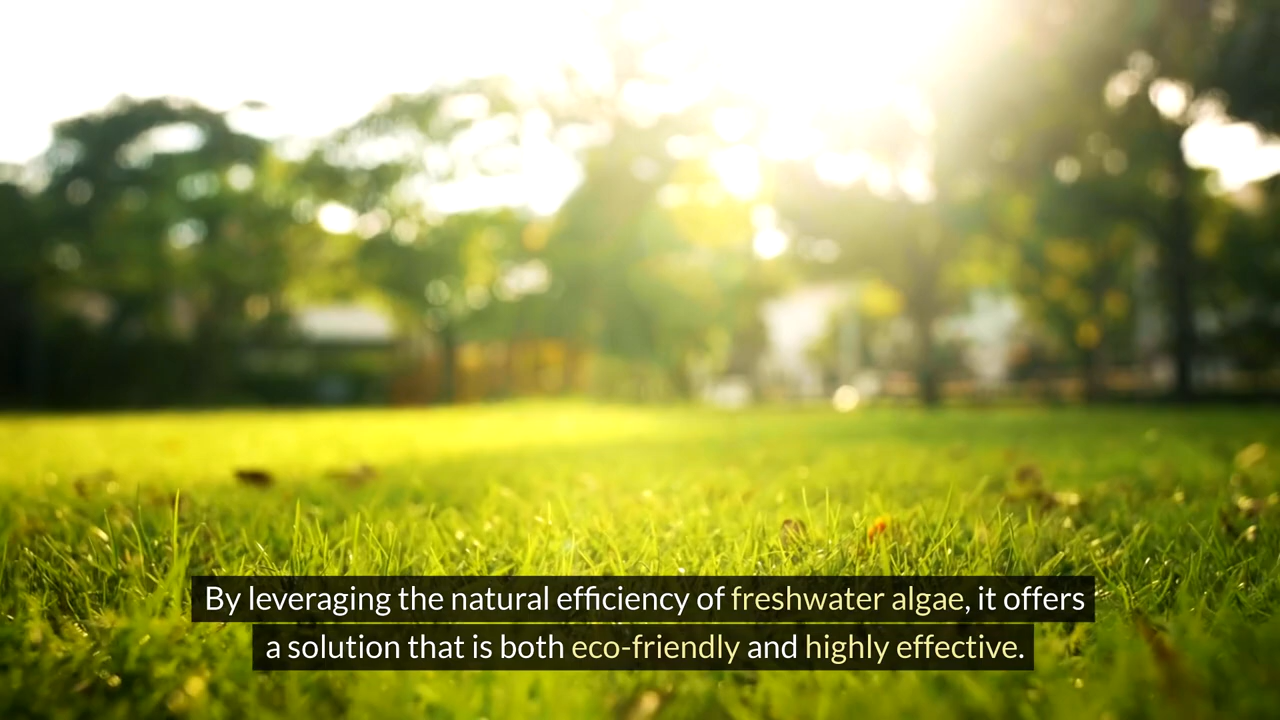 By leveraging the natural efficiency of freshwater algae, it offers
a solution that is both eco-friendly and highly effective.